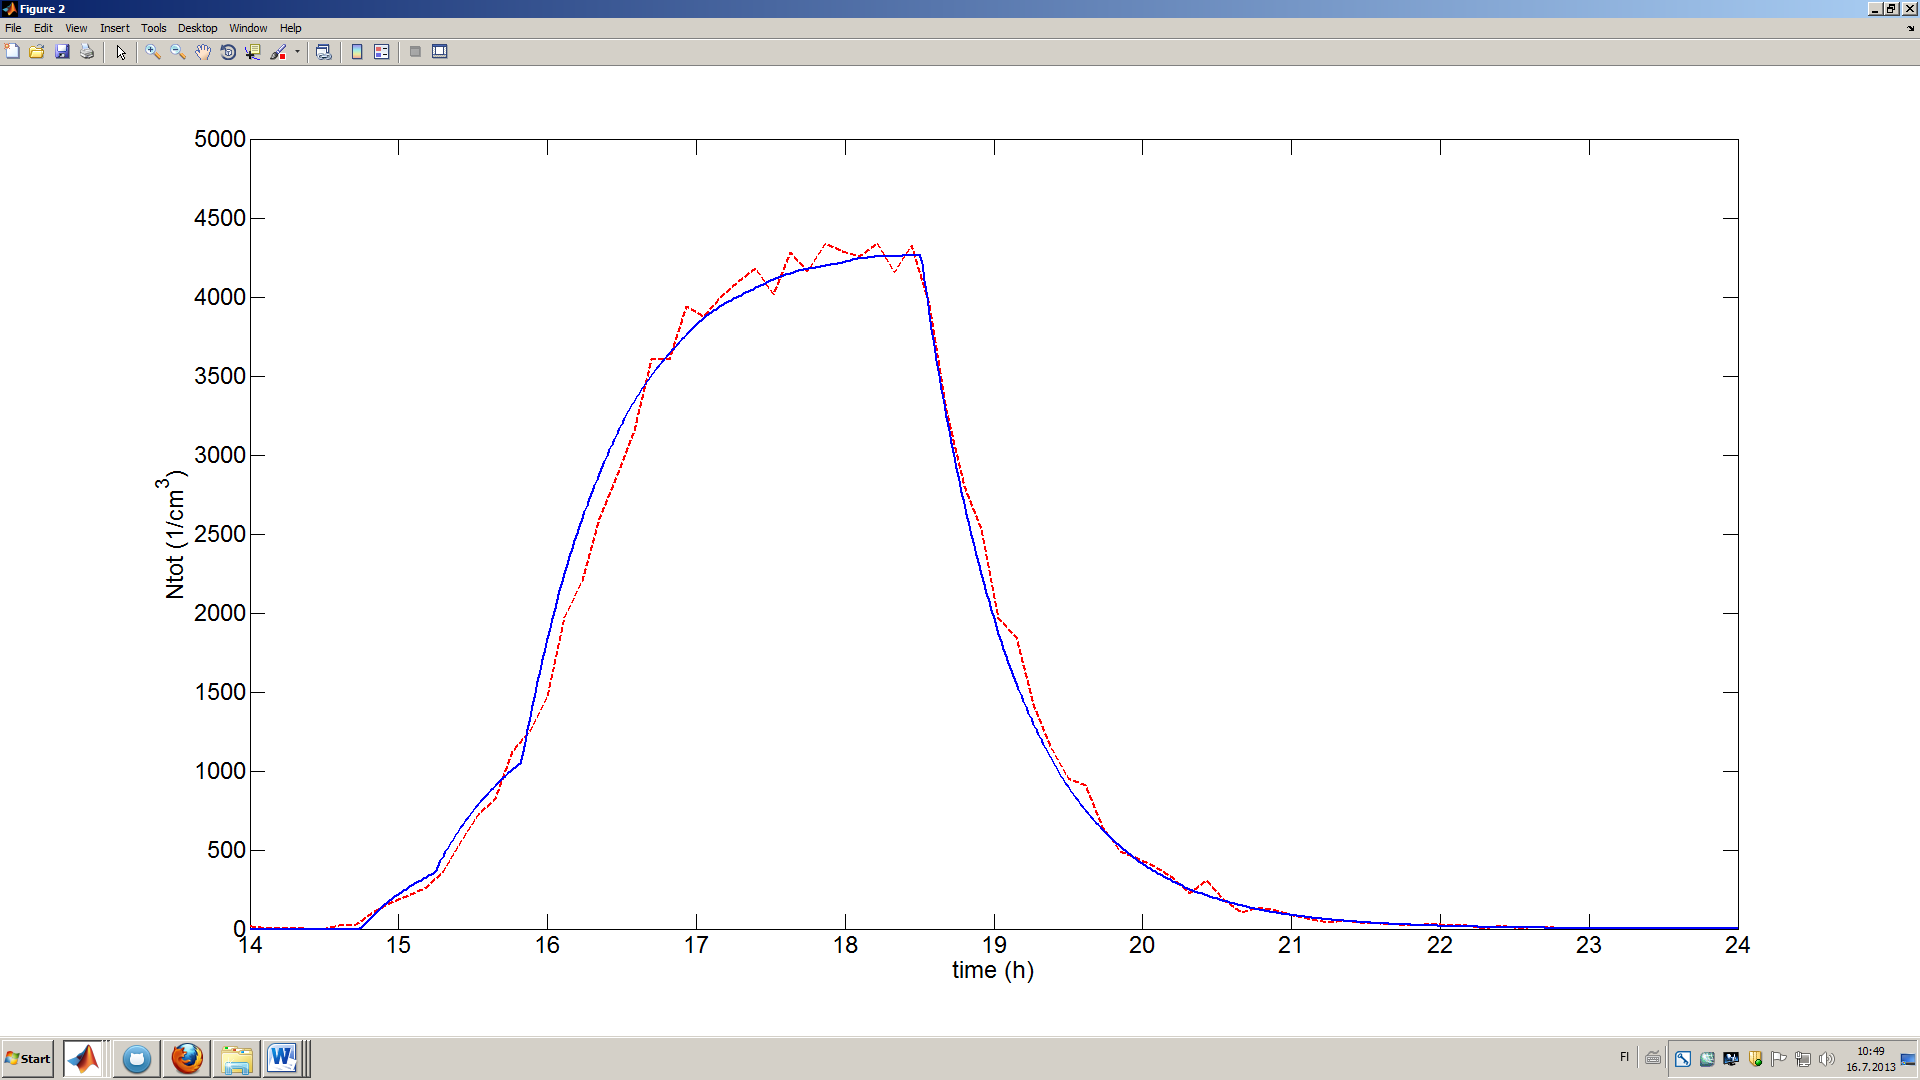 Figure 2
File Edit View Insert Tools Desktop Window Help
5000
4500
4000
3500
3000
2500
2000
1500
1000
500
0
Ntot (1/cm³)
14 15 16 17 18 19 20 21 22 23 24
time (h)
Start
FI
10:49
16.7.2013